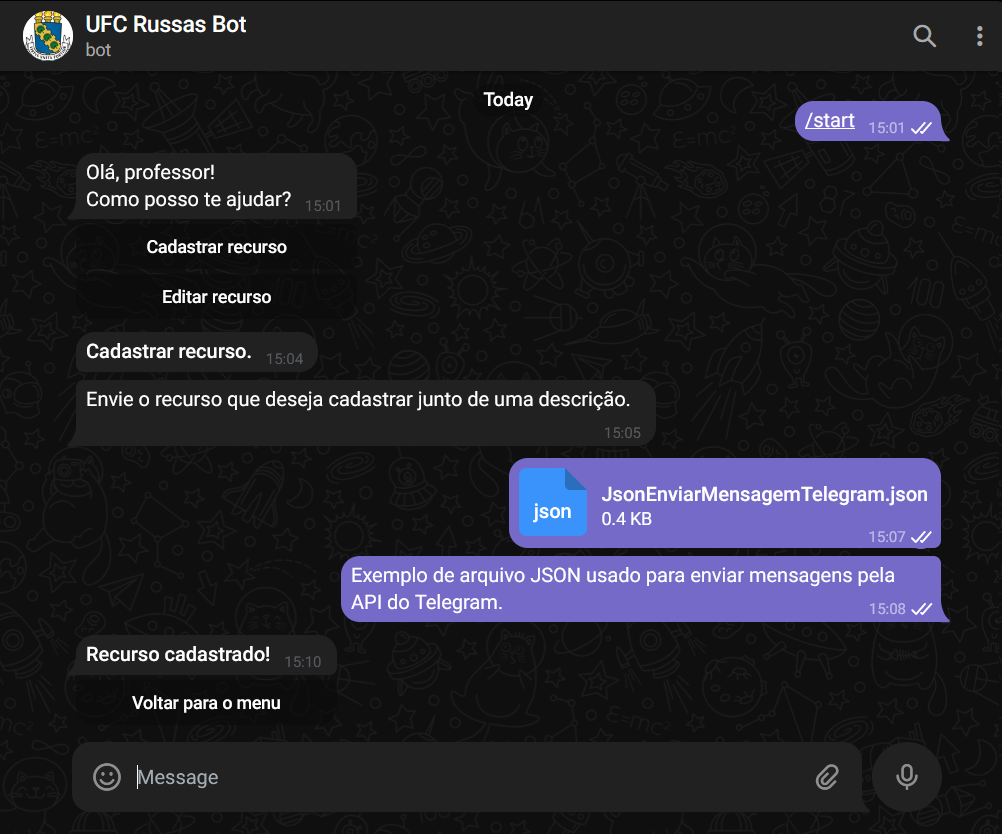 UFC Russas Bot
bot
Today
/start 15:01
Olá, professor!
Como posso te ajudar? 15:01
Cadastrar recurso
Editar recurso
Cadastrar recurso. 15:04
Envie o recurso que deseja cadastrar junto de uma descrição.
15:05
json
JsonEnviarMensagemTelegram.json
0.4 KB
15:07
Exemplo de arquivo JSON usado para enviar mensagens pela
API do Telegram.
15:08
Recurso cadastrado! 15:10
Voltar para o menu
Message